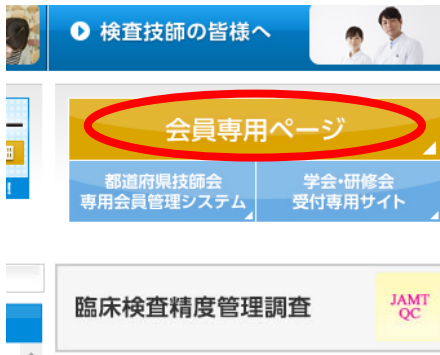 検査技師の皆様へ
会員専用ページ
都道府県技師会
専用会員管理システム
学会・研修会
受付専用サイト
臨床検査精度管理調査
JAMT
QC